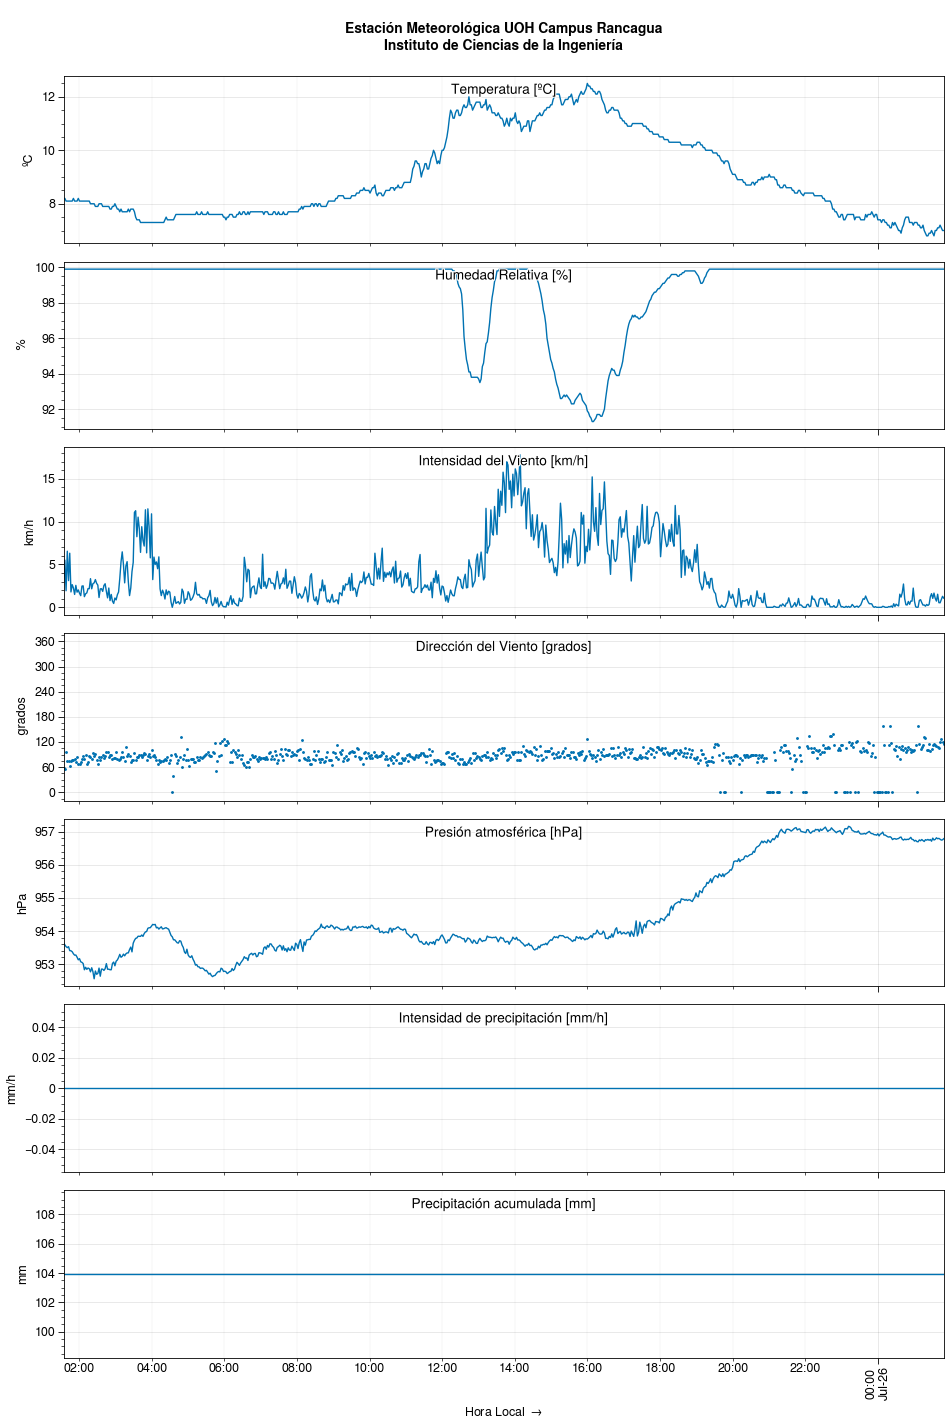 Estación Meteorológica UOH Campus Rancagua
Instituto de Ciencias de la Ingeniería
Temperatura [ºC]
12
10
8
ºC
Humedad Relativa [%]
100
98
96
94
92
%
Intensidad del Viento [km/h]
15
10
5
0
km/h
Dirección del Viento [grados]
360
300
240
180
120
60
0
grados
Presión atmosférica [hPa]
957
956
955
954
953
hPa
Intensidad de precipitación [mm/h]
0.04
0.02
0
−0.02
−0.04
mm/h
Precipitación acumulada [mm]
108
106
104
102
100
mm
02:00 04:00 06:00 08:00 10:00 12:00 14:00 16:00 18:00 20:00 22:00 00:00
Jul-26
Hora Local →